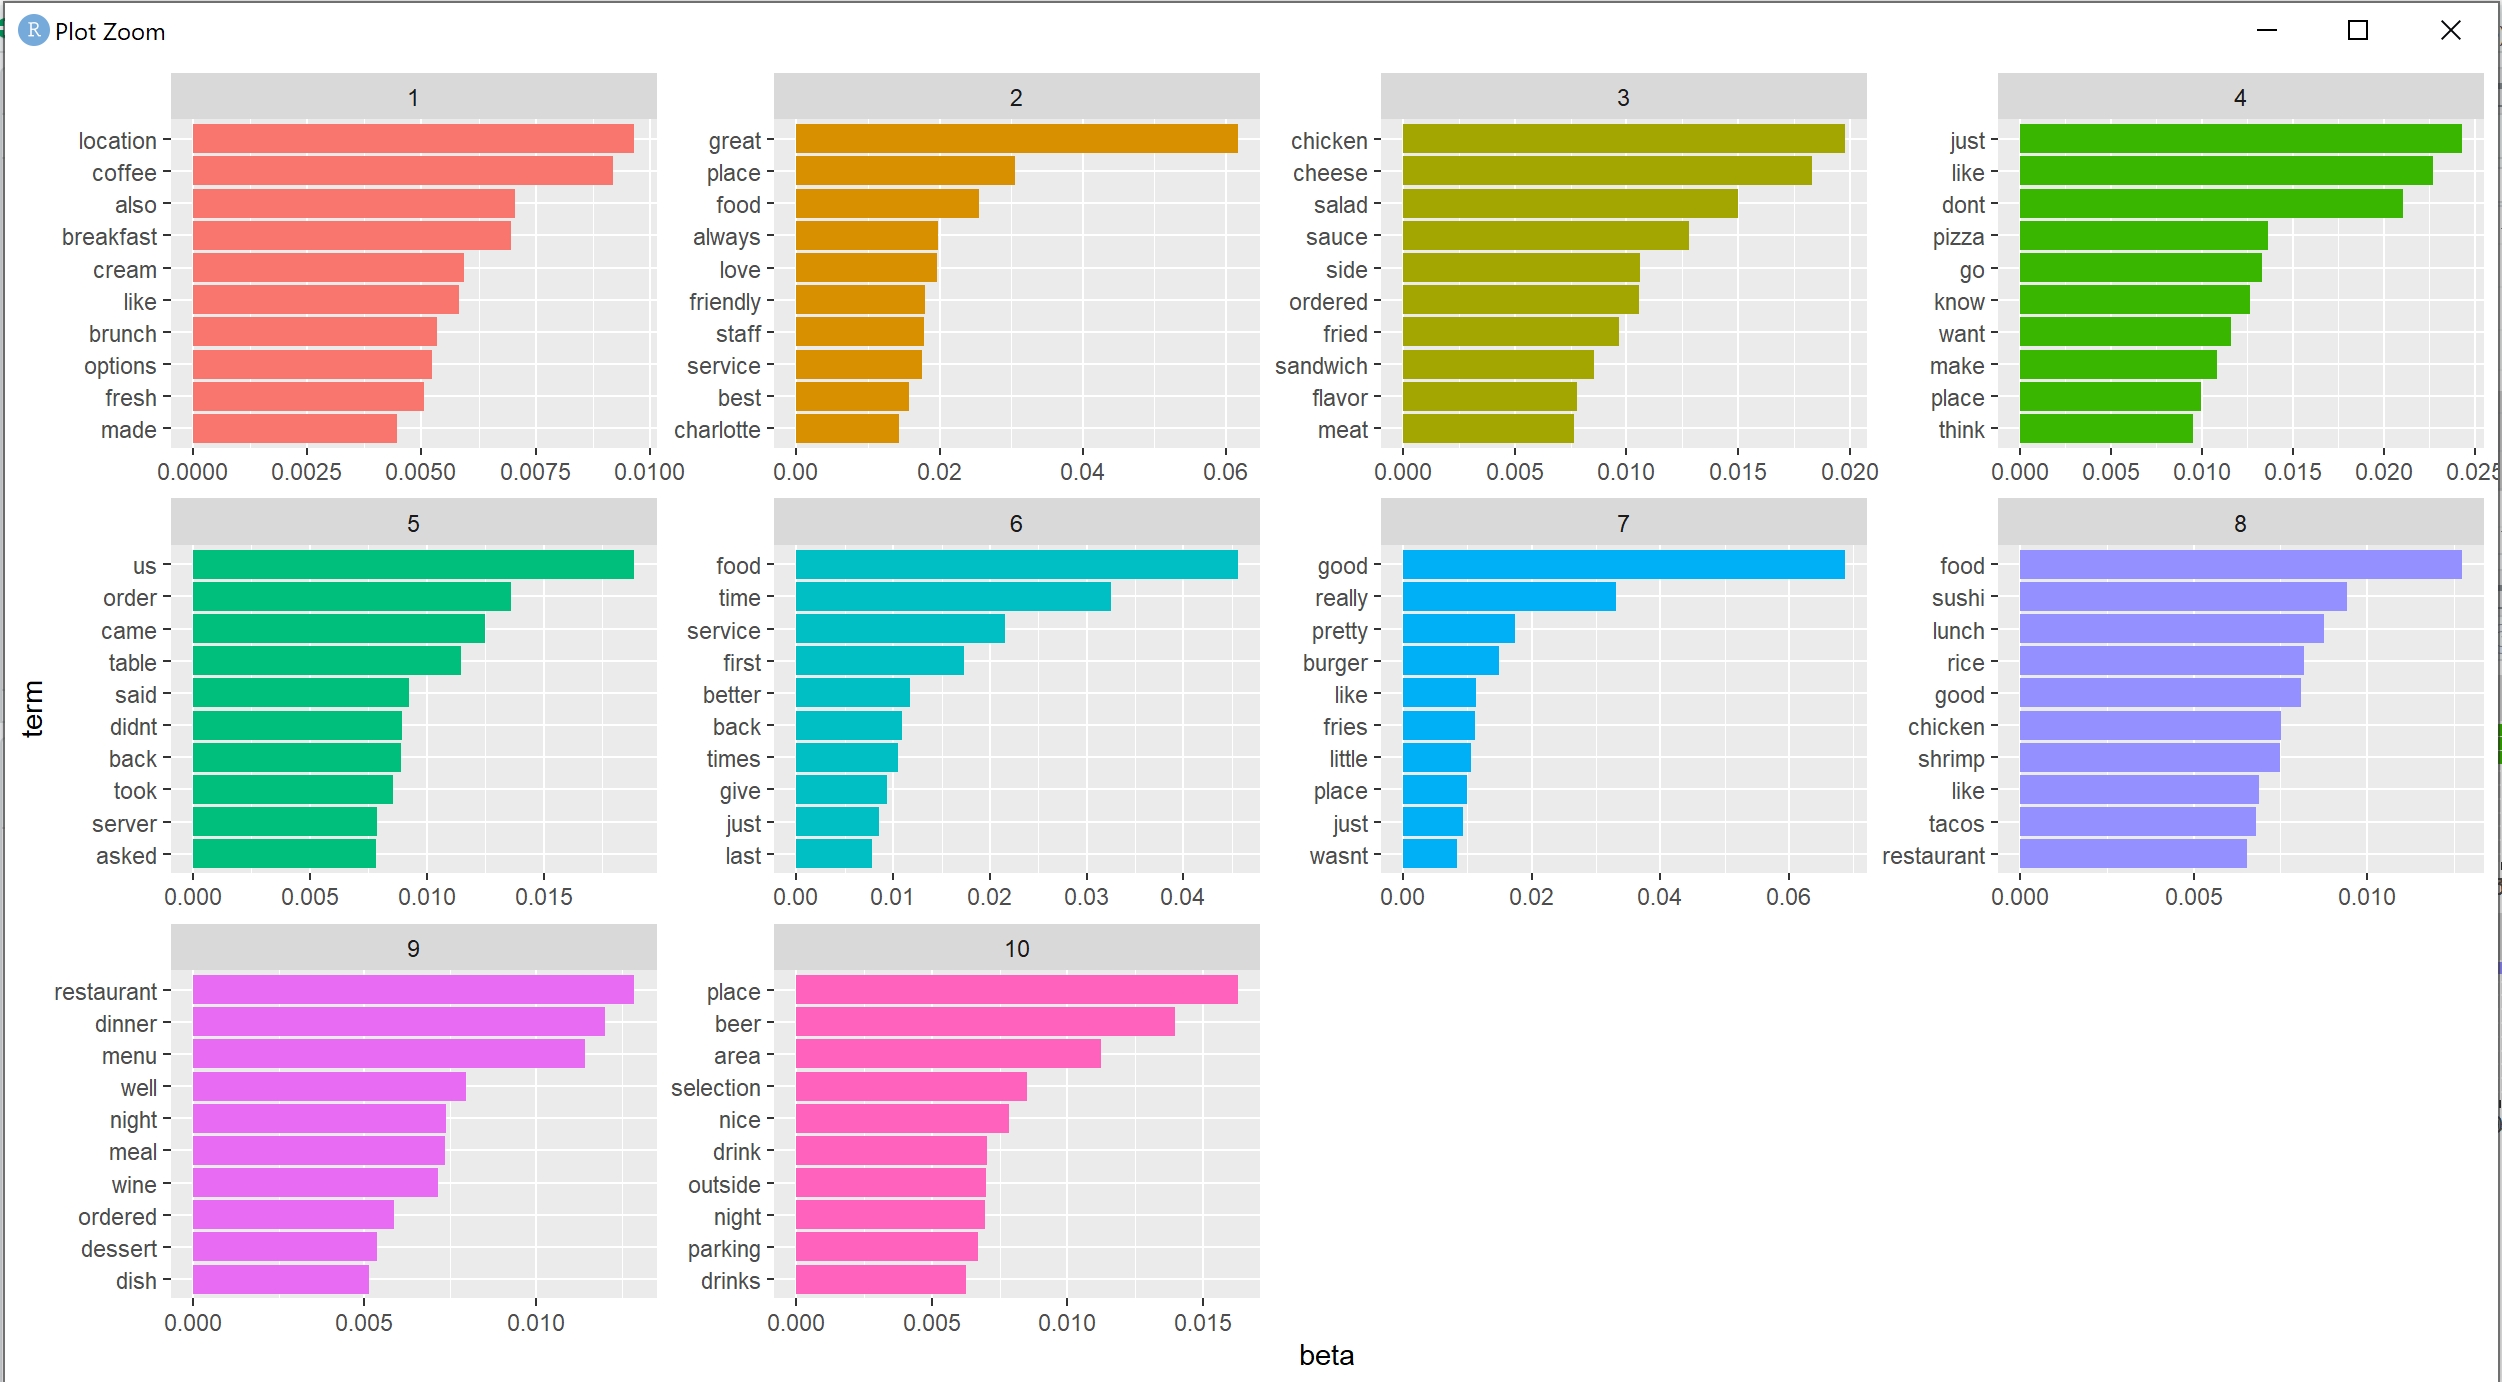 R Plot Zoom
1
location
coffee
also
breakfast
cream
like
brunch
options
fresh
made
0.0000 0.0025 0.0050 0.0075 0.0100
2
great
place
food
always
love
friendly
staff
service
best
charlotte
0.00 0.02 0.04 0.06
3
chicken
cheese
salad
sauce
side
ordered
fried
sandwich
flavor
meat
0.000 0.005 0.010 0.015 0.020
4
just
like
dont
pizza
go
know
want
make
place
think
0.000 0.005 0.010 0.015 0.020 0.025
5
us
order
came
table
said
didnt
back
took
server
asked
0.000 0.005 0.010 0.015
6
food
time
service
first
better
back
times
give
just
last
0.00 0.01 0.02 0.03 0.04
7
good
really
pretty
burger
like
fries
little
place
just
wasnt
0.00 0.02 0.04 0.06
8
food
sushi
lunch
rice
good
chicken
shrimp
like
tacos
restaurant
0.000 0.005 0.010
9
restaurant
dinner
menu
well
night
meal
wine
ordered
dessert
dish
0.000 0.005 0.010
10
place
beer
area
selection
nice
drink
outside
night
parking
drinks
0.000 0.005 0.010 0.015
term
beta